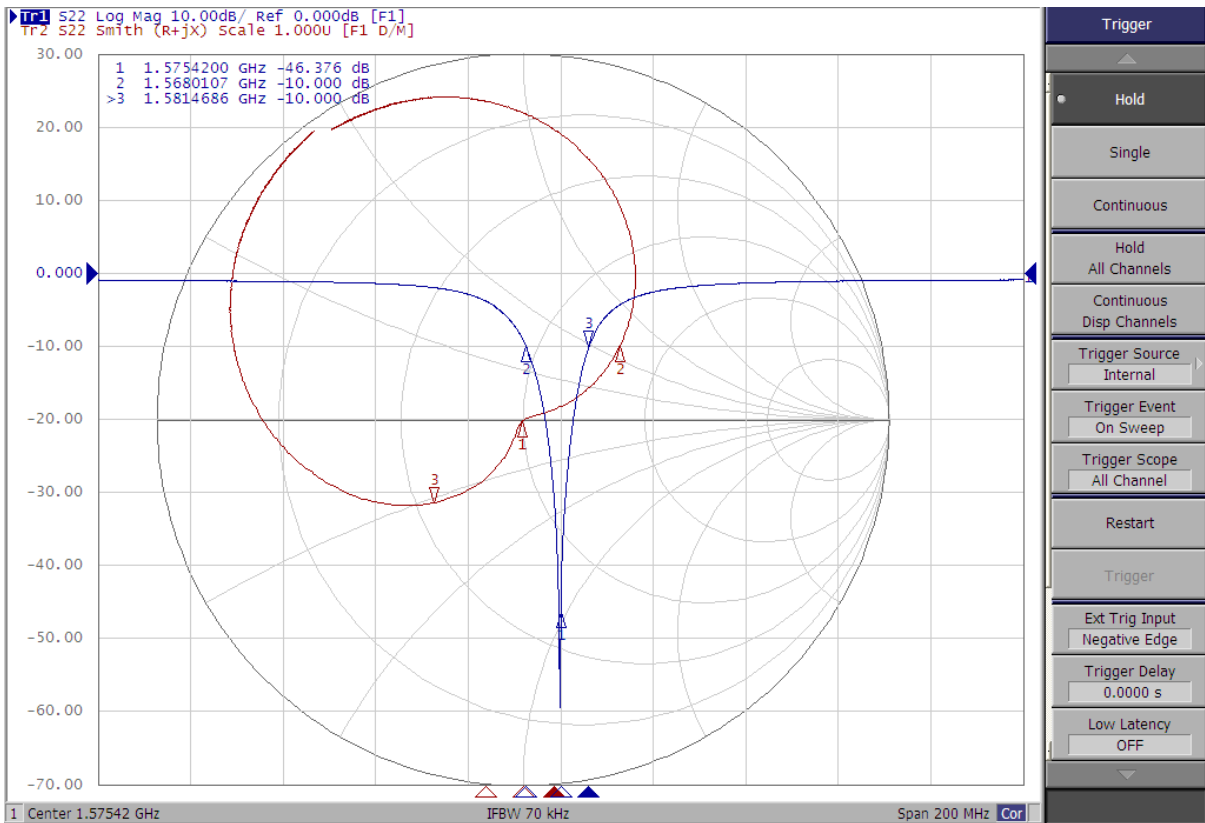 Tr1 S22 Log Mag 10.00dB/ Ref 0.000dB [F1]
Tr2 S22 Smith (R+jX) Scale 1.000U [F1 D/M]
30.00
1 1.5754200 GHz -46.376 dB
2 1.5680107 GHz -10.000 dB
>3 1.5814686 GHz -10.000 dB
20.00
10.00
0.000
-10.00
-20.00
-30.00
-40.00
-50.00
-60.00
-70.00
3
2
2
1
3
1
1 Center 1.57542 GHz
IFBW 70 kHz
Span 200 MHz Cor
Trigger
Hold
Single
Continuous
Hold
All Channels
Continuous
Disp Channels
Trigger Source
Internal
Trigger Event
On Sweep
Trigger Scope
All Channel
Restart
Trigger
Ext Trig Input
Negative Edge
Trigger Delay
0.0000 s
Low Latency
OFF